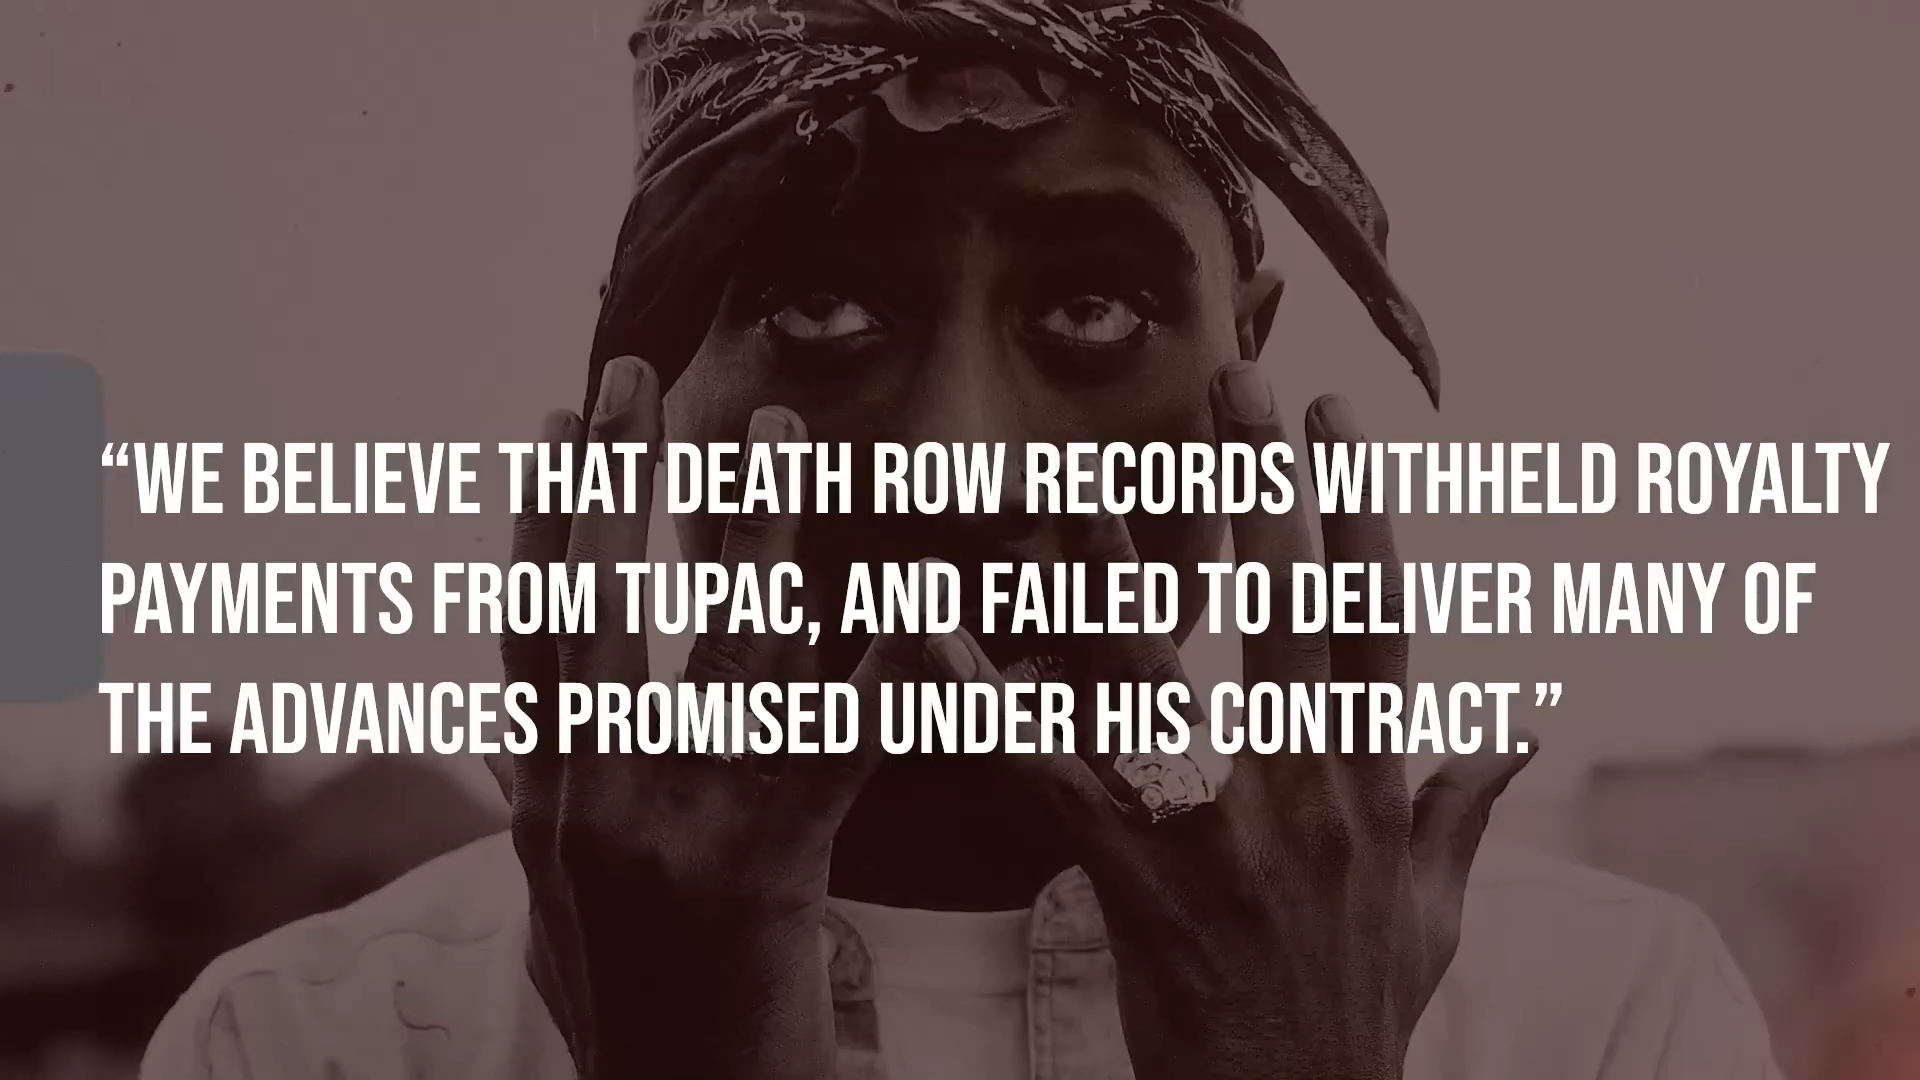 “WE BELIEVE THAT DEATH ROW RECORDS WITHHELD ROYALTY
PAYMENTS FROM TUPAC, AND FAILED TO DELIVER MANY OF
THE ADVANCES PROMISED UNDER HIS CONTRACT.”